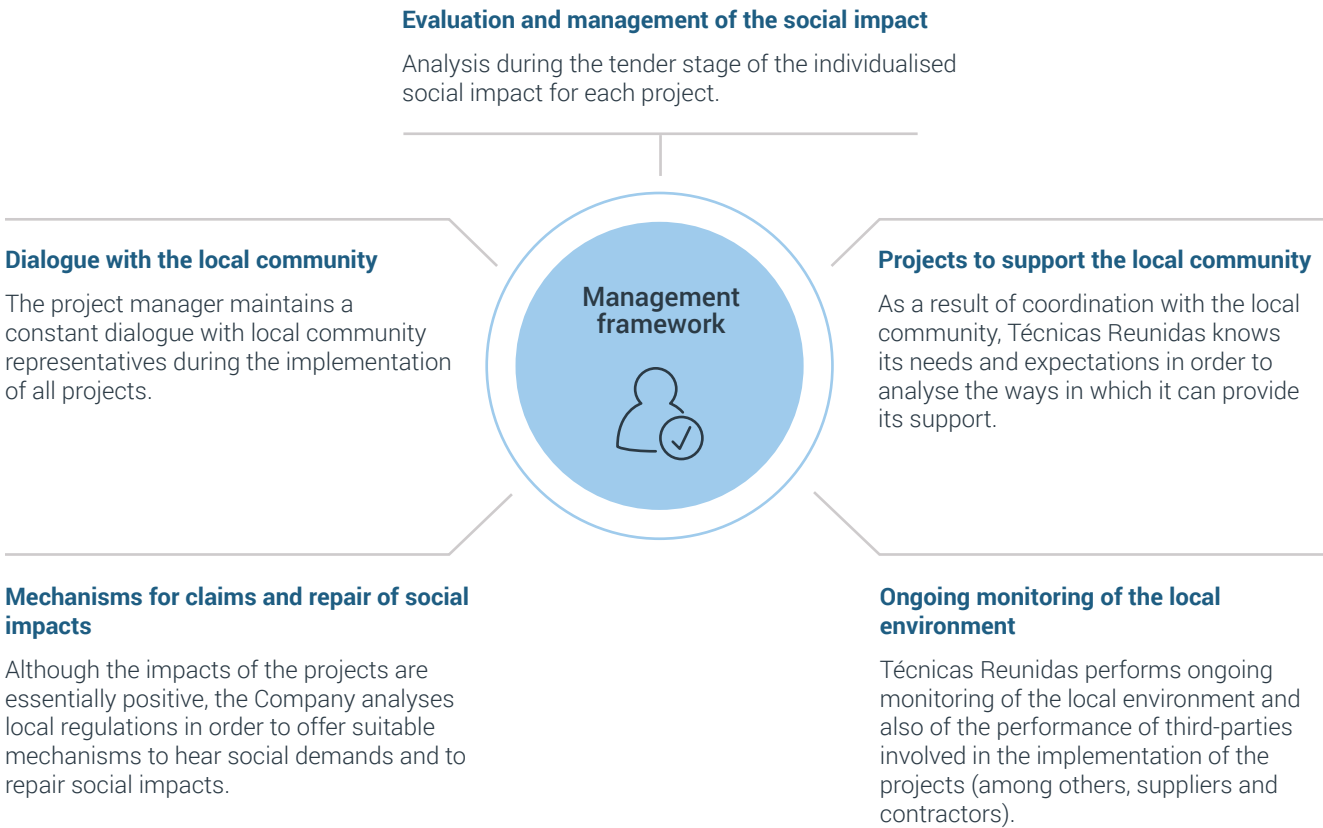 Evaluation and management of the social impact
Analysis during the tender stage of the individualised
social impact for each project.
Dialogue with the local community
The project manager maintains a
constant dialogue with local community
representatives during the implementation
of all projects.
Management
framework
Projects to support the local community
As a result of coordination with the local
community, Técnicas Reunidas knows
its needs and expectations in order to
analyse the ways in which it can provide
its support.
Mechanisms for claims and repair of social
impacts
Although the impacts of the projects are
essentially positive, the Company analyses
local regulations in order to offer suitable
mechanisms to hear social demands and to
repair social impacts.
Ongoing monitoring of the local
environment
Técnicas Reunidas performs ongoing
monitoring of the local environment and
also of the performance of third-parties
involved in the implementation of the
projects (among others, suppliers and
contractors).